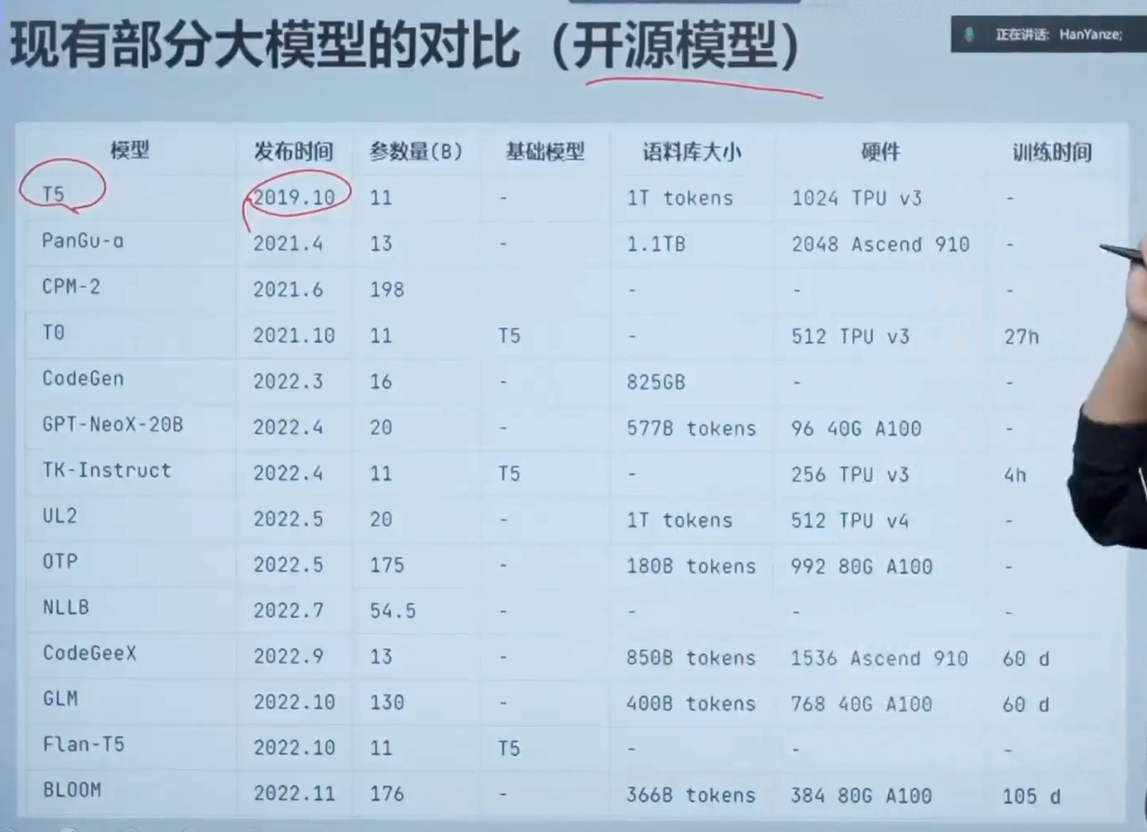 现有部分大模型的对比（开源模型）
正在讲话: HanYanze;
模型 发布时间 参数量(B) 基础模型 语料库大小 硬件 训练时间
T5 2019.10 11 - 1T tokens 1024 TPU v3 -
PanGu-α 2021.4 13 - 1.1TB 2048 Ascend 910 -
CPM-2 2021.6 198 - - -
T0 2021.10 11 T5 - 512 TPU v3 27h
CodeGen 2022.3 16 - 825GB - -
GPT-NeoX-20B 2022.4 20 - 577B tokens 96 40G A100 -
TK-Instruct 2022.4 11 T5 - 256 TPU v3 4h
UL2 2022.5 20 - 1T tokens 512 TPU v4 -
OTP 2022.5 175 - 180B tokens 992 80G A100 -
NLLB 2022.7 54.5 - - - -
CodeGeeX 2022.9 13 - 850B tokens 1536 Ascend 910 60 d
GLM 2022.10 130 - 400B tokens 768 40G A100 60 d
Flan-T5 2022.10 11 T5 - - -
BLOOM 2022.11 176 - 366B tokens 384 80G A100 105 d